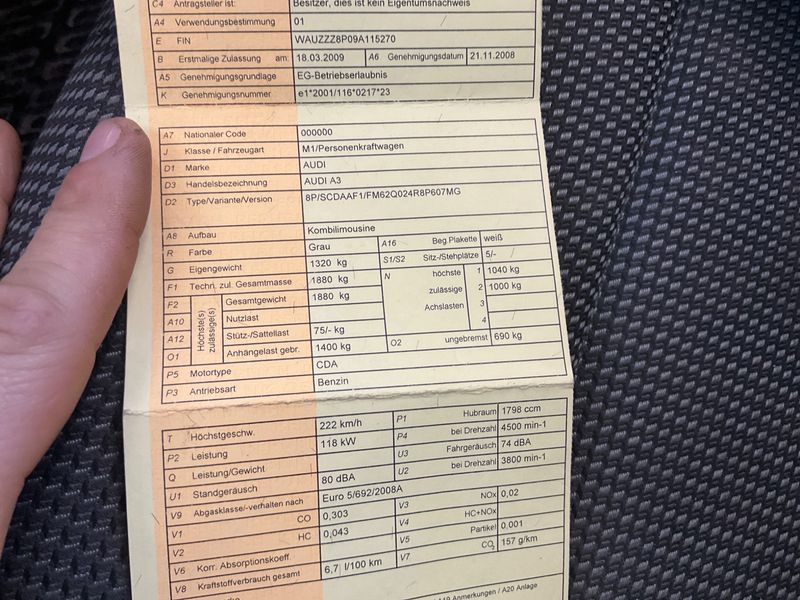 C4 Antragsteller ist: Besitzer, dies ist kein Eigentumsnachweis
A4 Verwendungsbestimmung 01
E FIN WAUZZZ8P09A115270
B Erstmalige Zulassung am: 18.03.2009 A6 Genehmigungsdatum 21.11.2008
A5 Genehmigungsgrundlage EG-Betriebserlaubnis
K Genehmigungsnummer e1*2001/116*0217*23
A7 Nationaler Code 000000
J Klasse / Fahrzeugart M1/Personenkraftwagen
D1 Marke AUDI
D3 Handelsbezeichnung AUDI A3
D2 Type/Variante/Version 8P/SCDAAF1/FM62Q024R8P607MG
A8 Aufbau Kombilimousine
R Farbe Grau A16 Beg.Plakette weiß
G Eigengewicht 1320 kg S1/S2 Sitz-/Stehplätze 5/-
F1 Techn. zul. Gesamtmasse 1880 kg N höchste 1 1040 kg
F2 Höchste(s) zulässige(s) Gesamtgewicht 1880 kg zulässige 2 1000 kg
A10 Nutzlast Achslasten 3
A12 Stütz-/Sattellast 75/- kg 4
O1 Anhängelast gebr. 1400 kg O2 ungebremst 690 kg
P5 Motortype CDA
P3 Antriebsart Benzin
T Höchstgeschw. 222 km/h P1 Hubraum 1798 ccm
P2 Leistung 118 kW P4 bei Drehzahl 4500 min-1
Q Leistung/Gewicht U3 Fahrgeräusch 74 dBA
U1 Standgeräusch 80 dBA U2 bei Drehzahl 3800 min-1
V9 Abgasklasse/-verhalten nach Euro 5/692/2008A
V1 CO 0,303 V3 NOx 0,02
V2 HC 0,043 V4 HC+NOx
V6 Korr. Absorptionskoeff. V5 Partikel 0,001
V8 Kraftstoffverbrauch gesamt 6,7 l/100 km V7 CO2 157 g/km
Anmerkungen / A20 Anlage